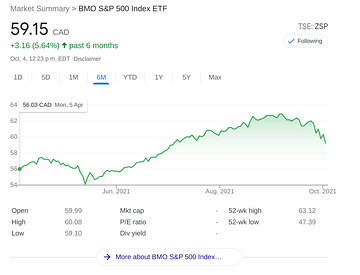 Market Summary > BMO S&P 500 Index ETF
59.15 CAD
TSE: ZSP
+3.16 (5.64%) ↑ past 6 months
✓ Following
Oct. 4, 12:23 p.m. EDT ·Disclaimer
1D 5D 1M 6M YTD 1Y 5Y Max
64
56.03 CAD Mon, 5 Apr
62
60
58
56
54
Jun. 2021 Aug. 2021 Oct. 2021
Open 59.99 Mkt cap - 52-wk high 63.12
High 60.08 P/E ratio - 52-wk low 47.39
Low 59.10 Div yield -
→ More about BMO S&P 500 Index…